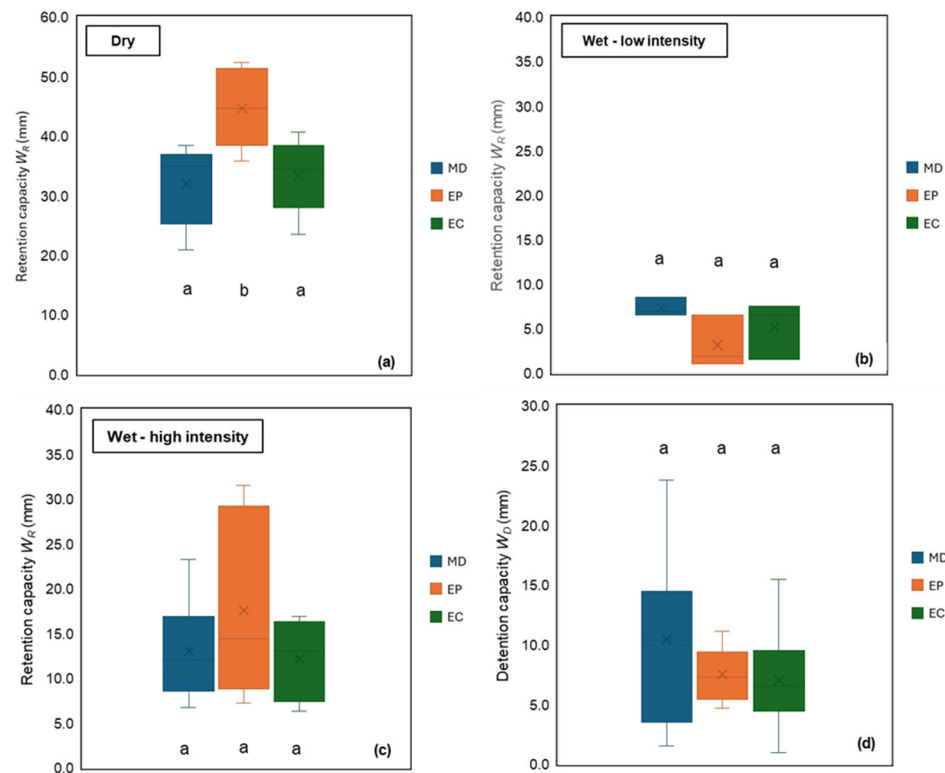 Dry
Retention capacity W_R (mm)
60.0
50.0
40.0
30.0
20.0
10.0
0.0
a
b
a
(a)
MD
EP
EC
Wet - low intensity
Retention capacity W_R (mm)
40.0
35.0
30.0
25.0
20.0
15.0
10.0
5.0
0.0
a
a
a
(b)
MD
EP
EC
Wet - high intensity
Retention capacity W_R (mm)
40.0
35.0
30.0
25.0
20.0
15.0
10.0
5.0
0.0
a
a
a
(c)
MD
EP
EC
Detention capacity W_D (mm)
30.0
25.0
20.0
15.0
10.0
5.0
0.0
a
a
a
(d)
MD
EP
EC